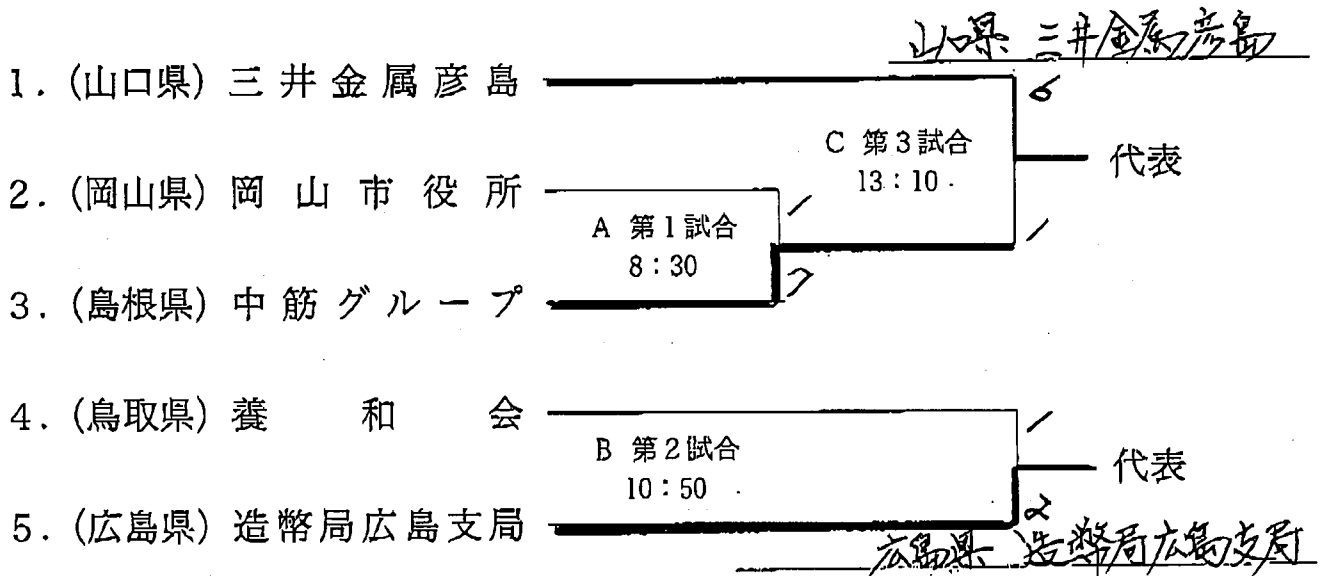 山口県 三井金属彦島
1. (山口県) 三井金属彦島
6
C 第3試合
13:10
代表
2. (岡山県) 岡山市役所
1
A 第1試合
8:30
1
7
3. (島根県) 中筋グループ
4. (鳥取県) 養和会
1
B 第2試合
10:50
代表
2
5. (広島県) 造幣局広島支局
広島県 造幣局広島支局